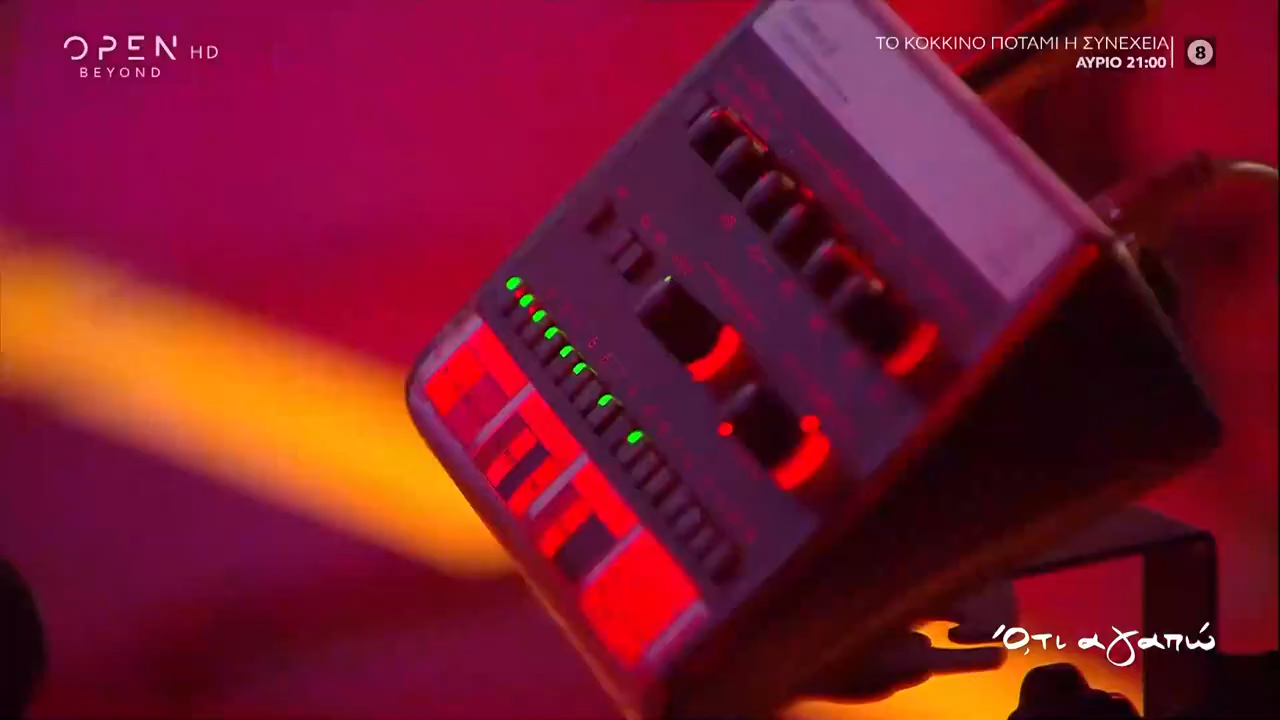 OPEN HD
BEYOND
ΤΟ ΚΟΚΚΙΝΟ ΠΟΤΑΜΙ Η ΣΥΝΕΧΕΙΑ
ΑΥΡΙΟ 21:00
8
Ό,τι αγαπώ